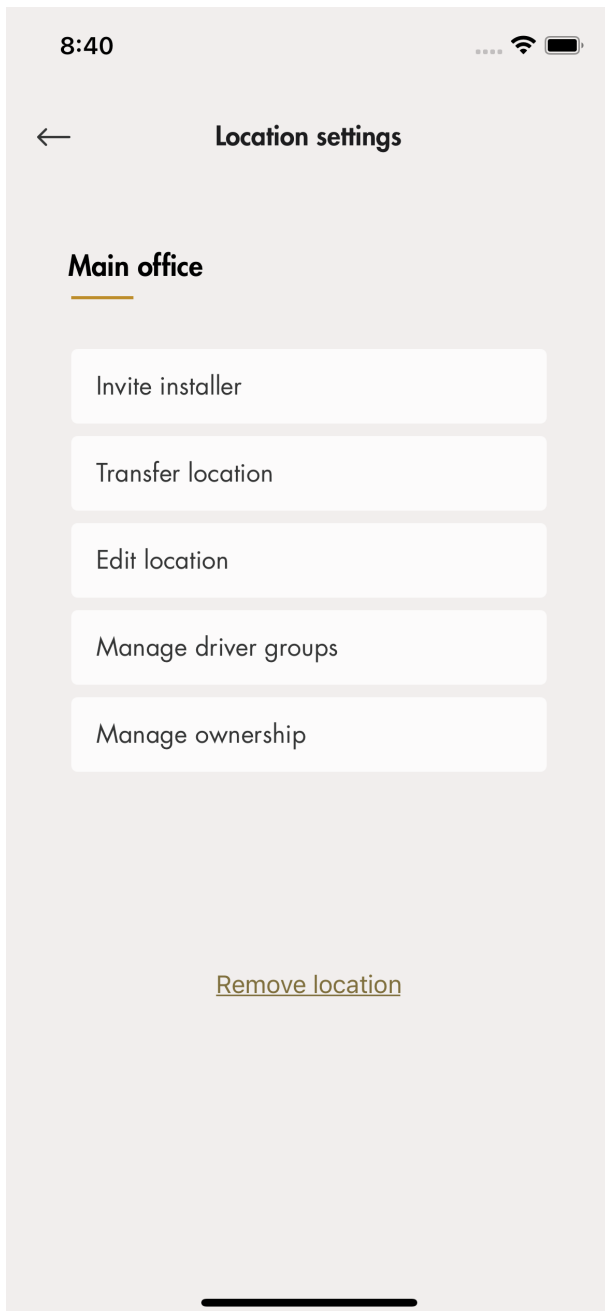 8:40
Location settings
Main office
Invite installer
Transfer location
Edit location
Manage driver groups
Manage ownership
Remove location